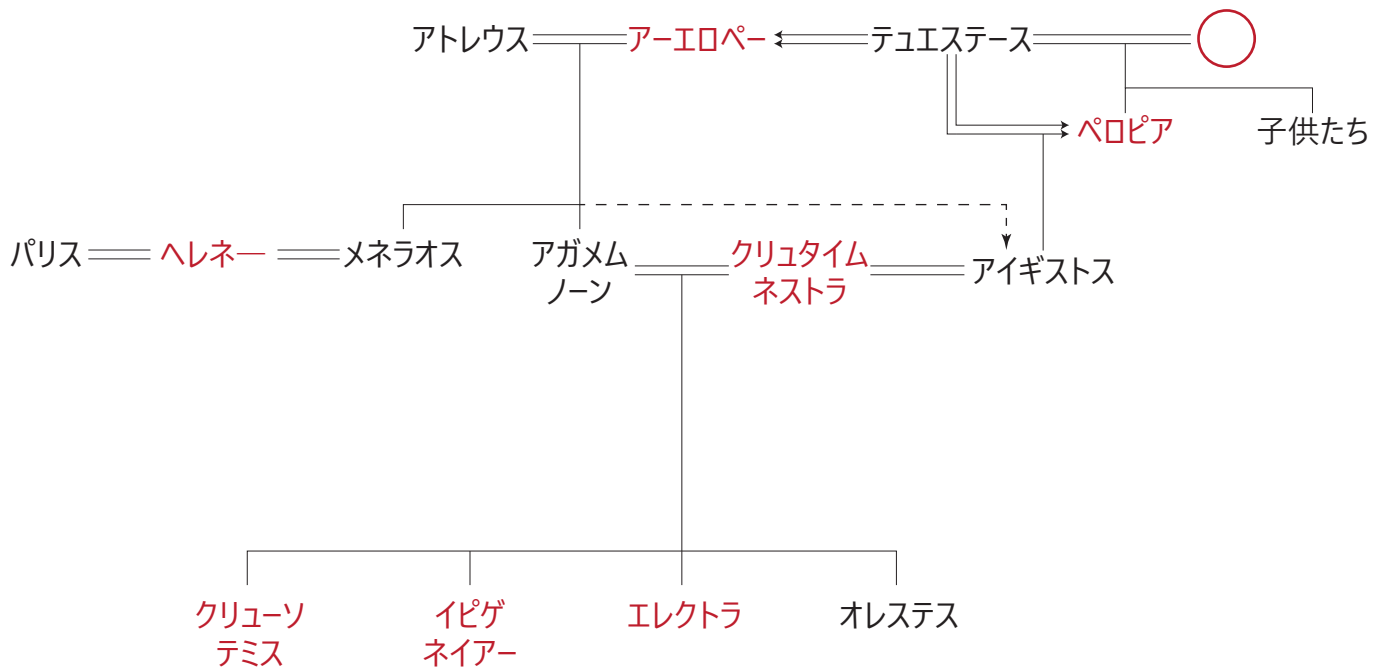 アトレウス
アーエロペー
テュエステース
ペロピア
子供たち
パリス
ヘレネー
メネラオス
アガメム
ノーン
クリュタイム
ネストラ
アイギストス
クリューソ
テミス
イピゲ
ネイアー
エレクトラ
オレステス